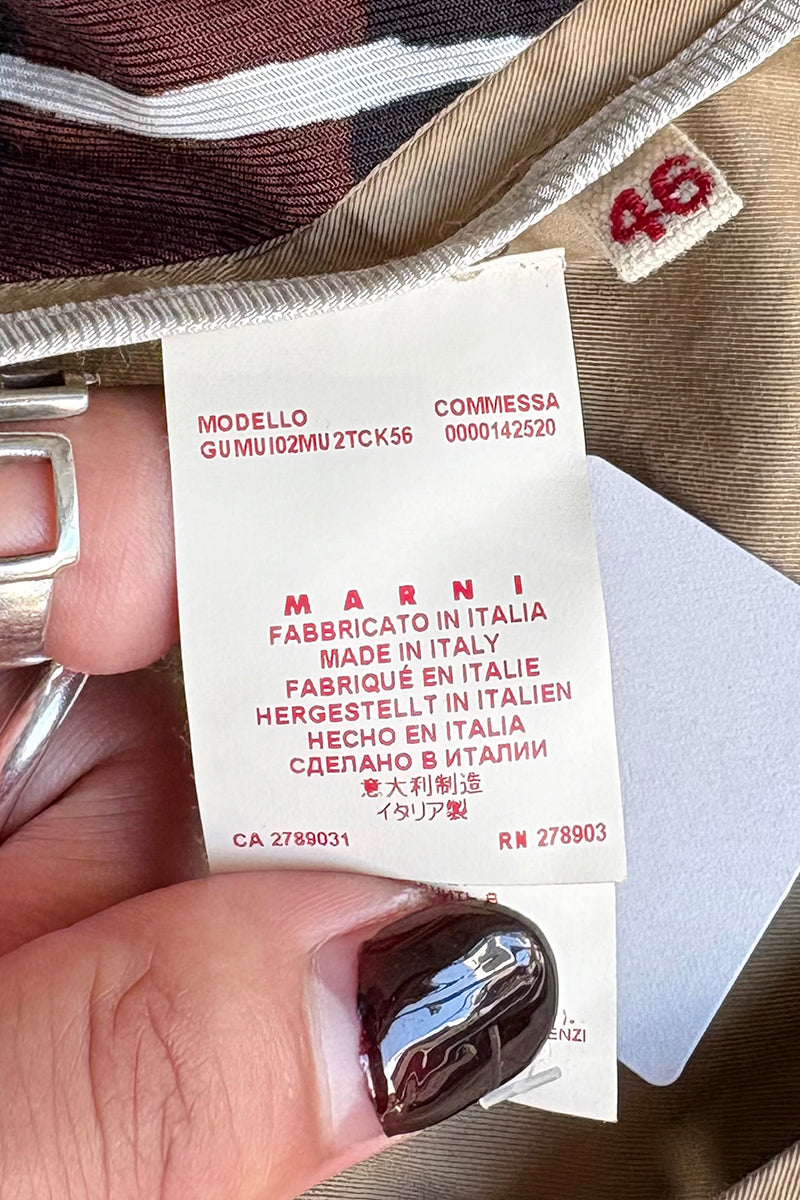 46
MODELLO COMMESSA
GUMUI02MU2TCK56 0000142520
MARNI
FABBRICATO IN ITALIA
MADE IN ITALY
FABRIQUÉ EN ITALIE
HERGESTELLT IN ITALIEN
HECHO EN ITALIA
СДЕЛАНО В ИТАЛИИ
意大利制造
イタリア製
CA 2789031 RN 278903